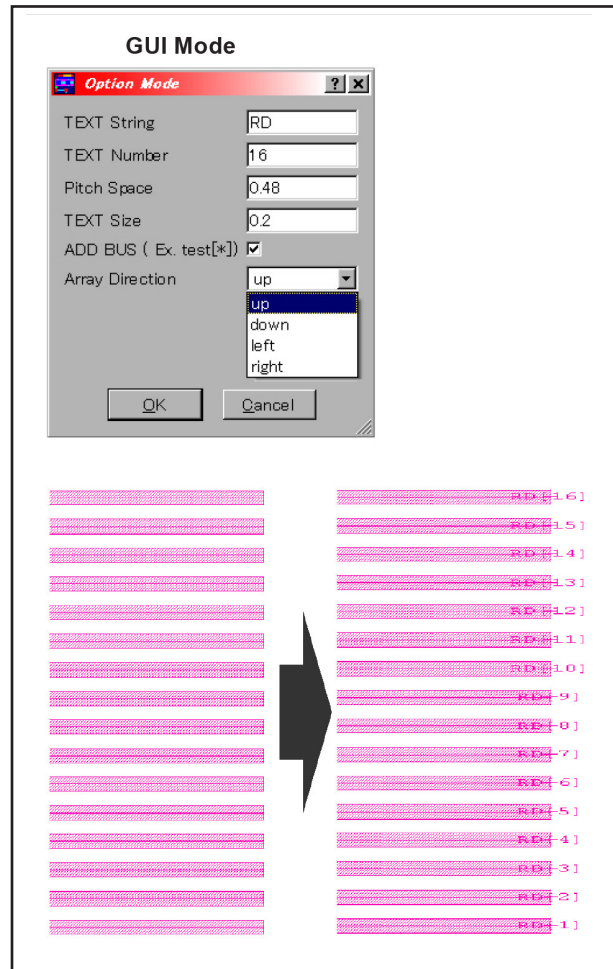 GUI Mode
Option Mode
? ×
TEXT String RD
TEXT Number 16
Pitch Space 0.48
TEXT Size 0.2
ADD BUS ( Ex. test[*])
Array Direction up
up
down
left
right
OK Cancel
RD[16]
RD[15]
RD[14]
RD[13]
RD[12]
RD[11]
RD[10]
RD[9]
RD[8]
RD[7]
RD[6]
RD[5]
RD[4]
RD[3]
RD[2]
RD[1]